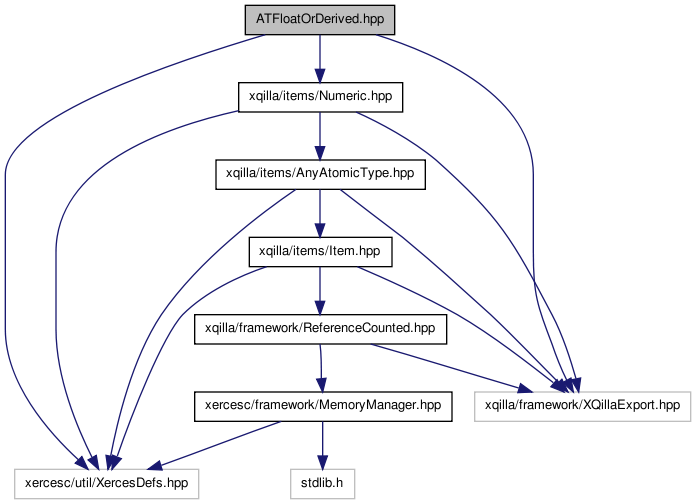 ATFloatOrDerived.hpp
xqilla/items/Numeric.hpp
xqilla/items/AnyAtomicType.hpp
xqilla/items/Item.hpp
xqilla/framework/ReferenceCounted.hpp
xercesc/framework/MemoryManager.hpp
xqilla/framework/XQillaExport.hpp
xercesc/util/XercesDefs.hpp
stdlib.h